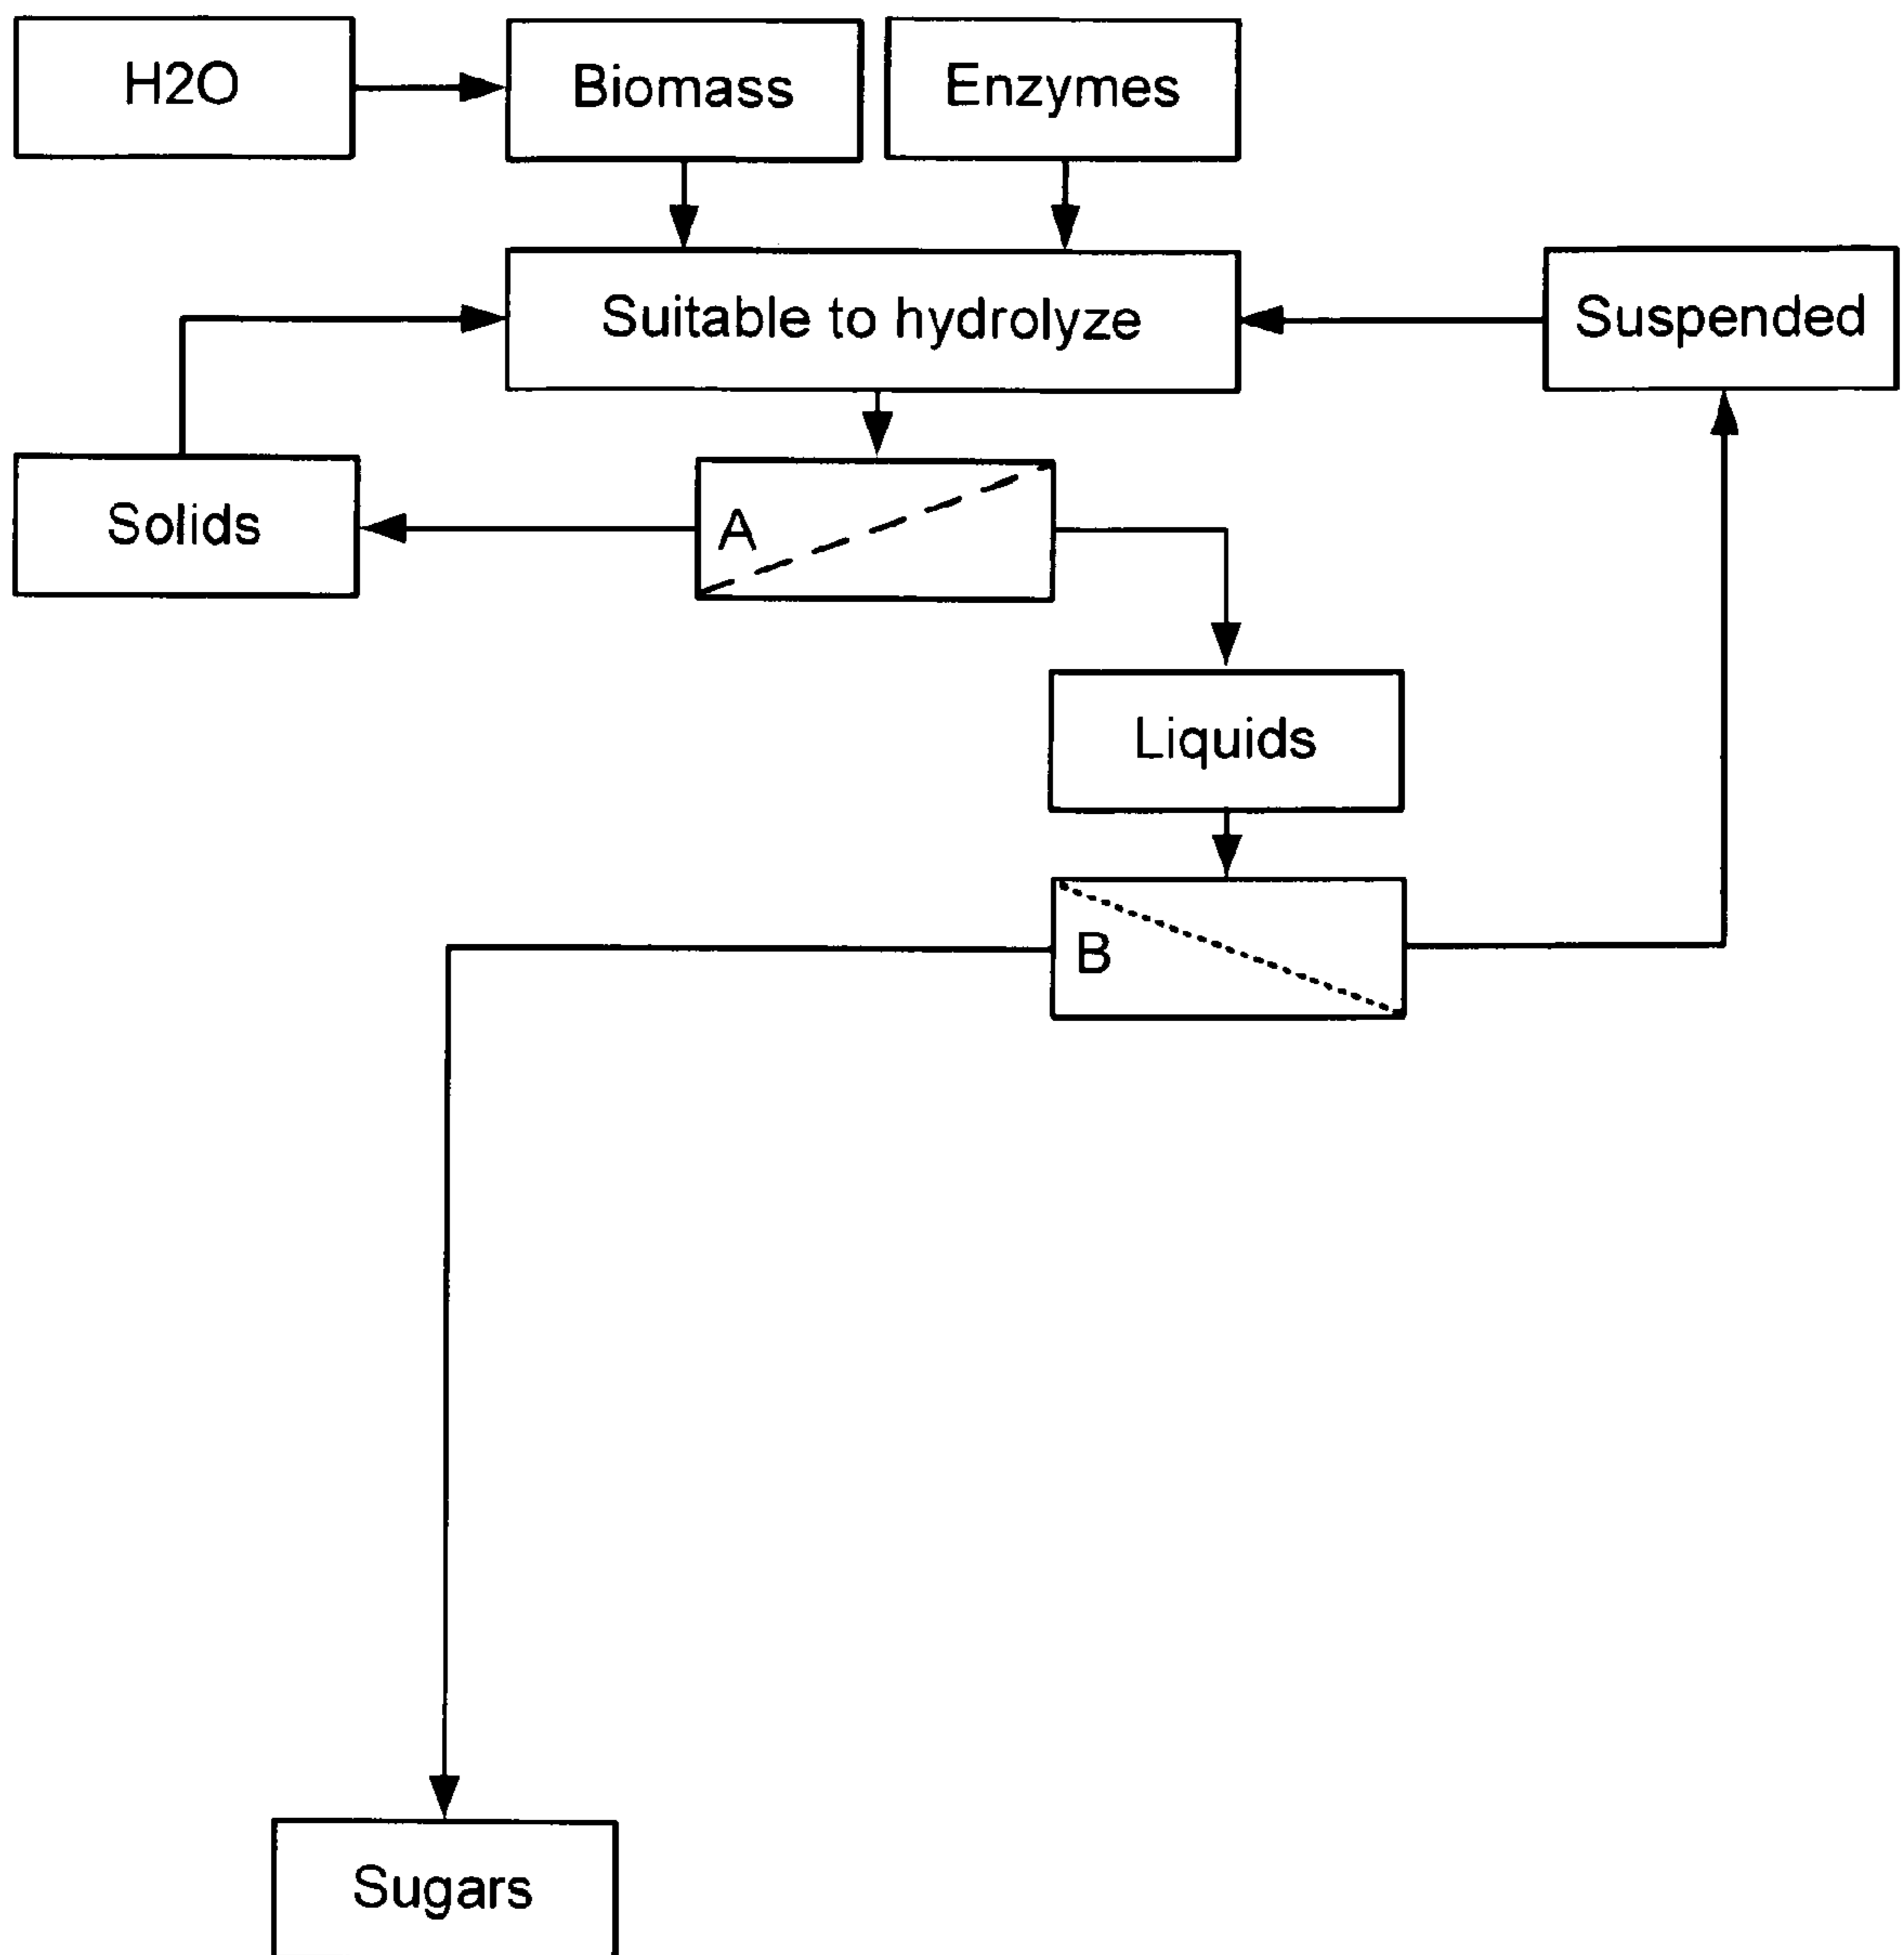 H2O
Biomass
Enzymes
Suitable to hydrolyze
Suspended
Solids
A
Liquids
B
Sugars